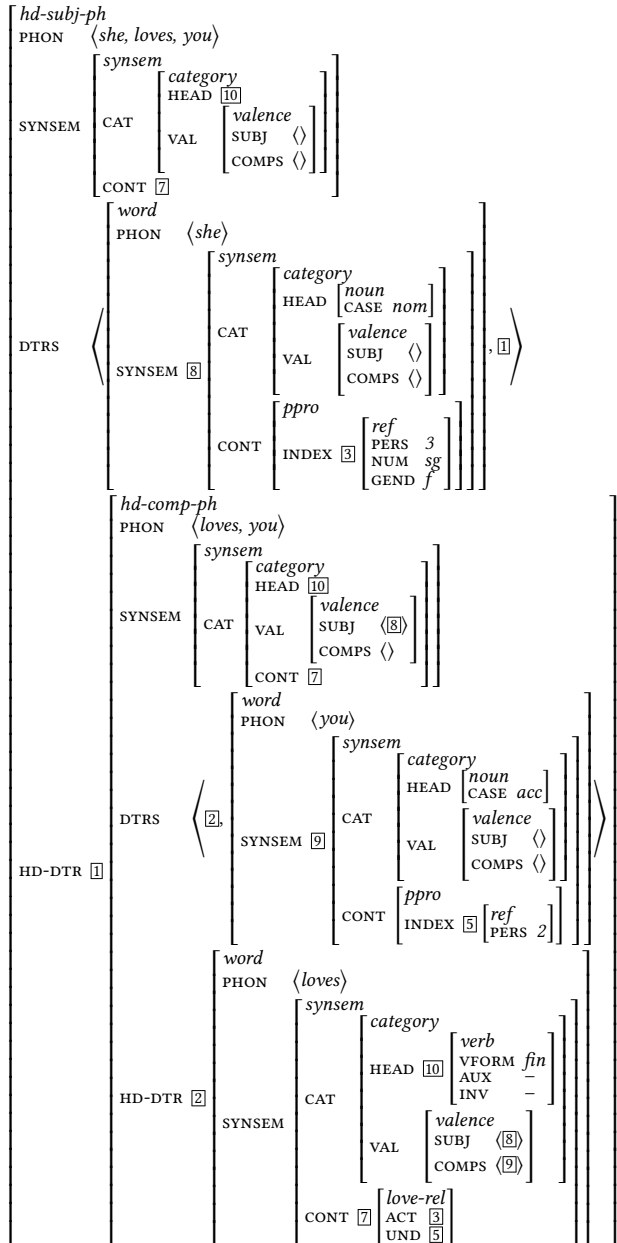 hd-subj-ph
PHON ⟨she, loves, you⟩
synsem
category
HEAD 10
SYNSEM CAT VAL valence
SUBJ ⟨⟩
COMPS ⟨⟩
CONT 7
word
PHON ⟨she⟩
synsem
category
HEAD noun
CASE nom
CAT
valence
VAL SUBJ ⟨⟩
COMPS ⟨⟩
DTRS SYNSEM 8 , 1
ppro
CONT INDEX 3 ref
PERS 3
NUM sg
GEND f
hd-comp-ph
PHON ⟨loves, you⟩
synsem
category
HEAD 10
SYNSEM CAT VAL valence
SUBJ ⟨8⟩
COMPS ⟨⟩
CONT 7
word
PHON ⟨you⟩
synsem
category
HEAD noun
CASE acc
DTRS 2, SYNSEM 9 CAT
valence
VAL SUBJ ⟨⟩
COMPS ⟨⟩
HD-DTR 1
ppro
CONT INDEX 5 ref
PERS 2
word
PHON ⟨loves⟩
synsem
category
verb
HEAD 10 VFORM fin
AUX −
INV −
HD-DTR 2 SYNSEM CAT
valence
VAL SUBJ ⟨8⟩
COMPS ⟨9⟩
love-rel
CONT 7 ACT 3
UND 5